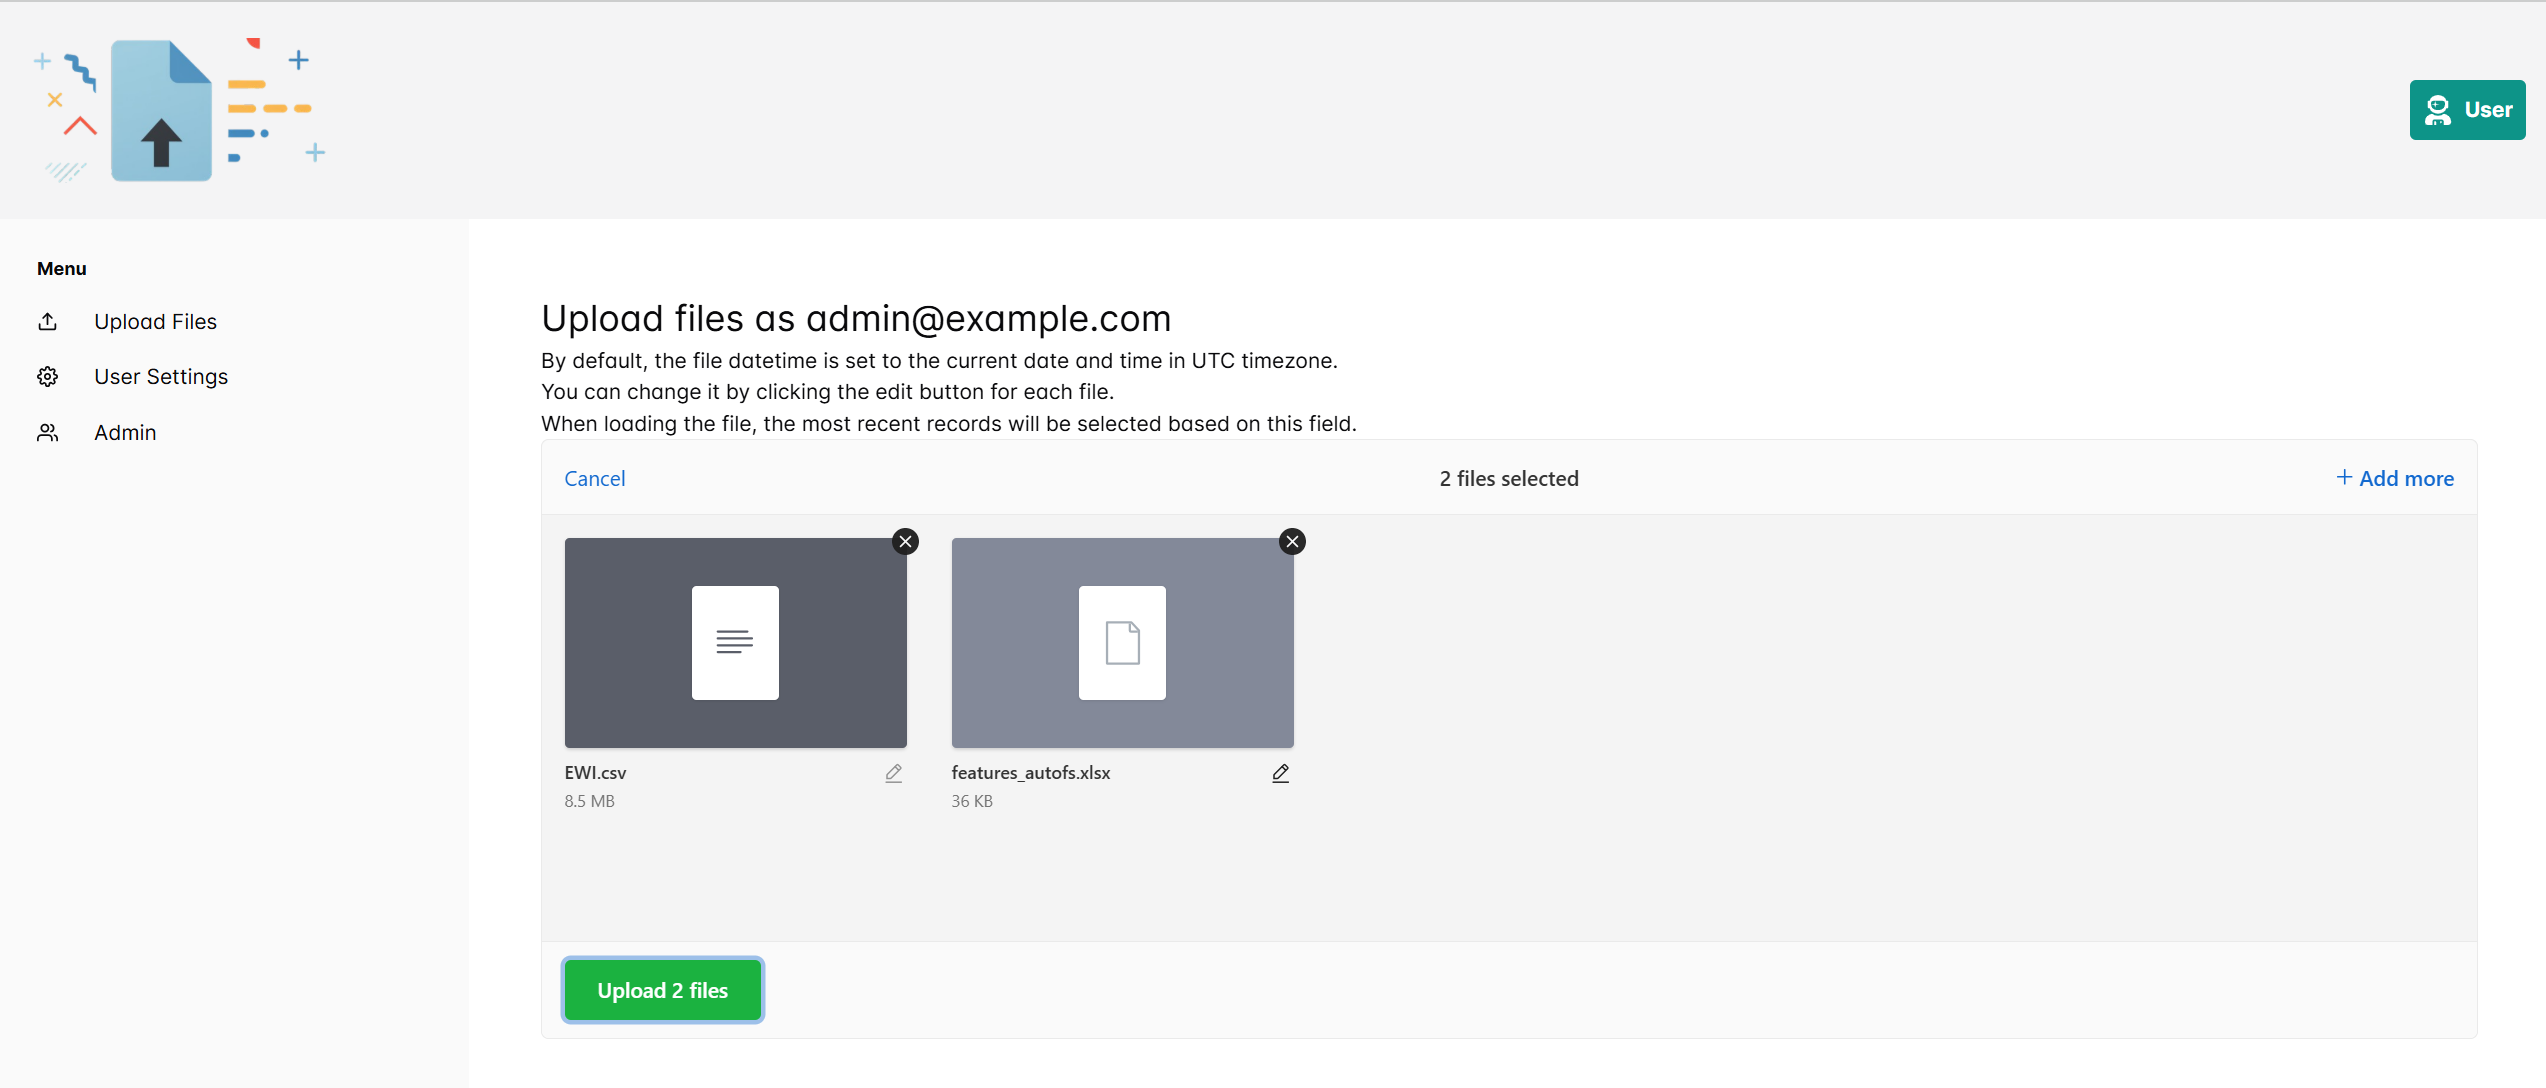 User
Menu
Upload Files
User Settings
Admin
Upload files as admin@example.com
By default, the file datetime is set to the current date and time in UTC timezone.
You can change it by clicking the edit button for each file.
When loading the file, the most recent records will be selected based on this field.
Cancel
2 files selected
+ Add more
EWI.csv
8.5 MB
features_autofs.xlsx
36 KB
Upload 2 files